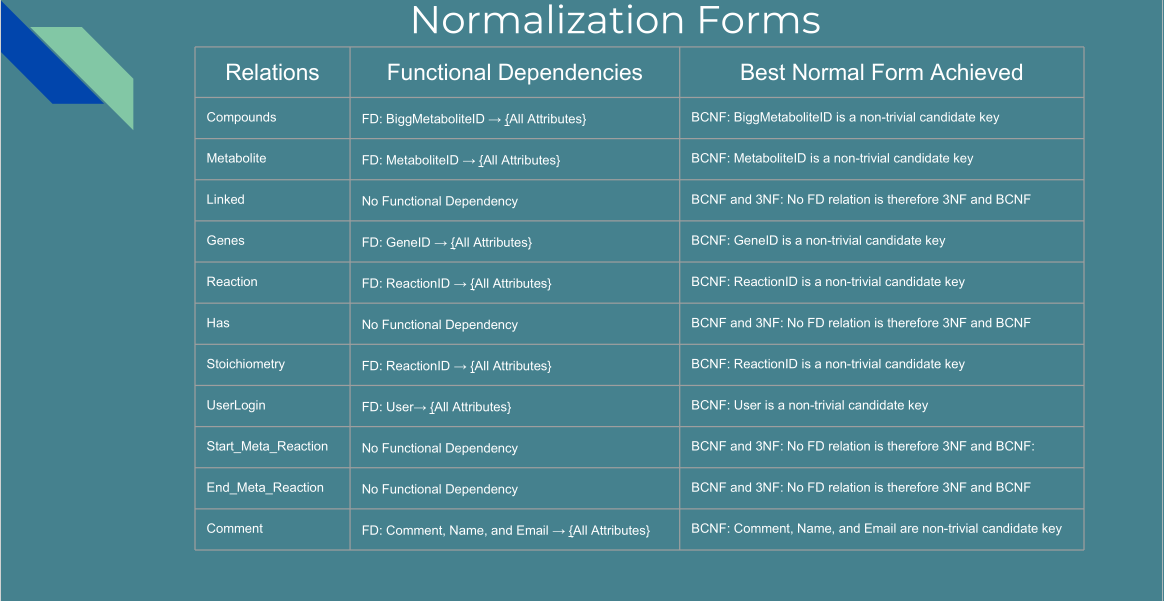 Normalization Forms
Relations Functional Dependencies Best Normal Form Achieved
Compounds FD: BiggMetaboliteID → {All Attributes} BCNF: BiggMetaboliteID is a non-trivial candidate key
Metabolite FD: MetaboliteID → {All Attributes} BCNF: MetaboliteID is a non-trivial candidate key
Linked No Functional Dependency BCNF and 3NF: No FD relation is therefore 3NF and BCNF
Genes FD: GeneID → {All Attributes} BCNF: GeneID is a non-trivial candidate key
Reaction FD: ReactionID → {All Attributes} BCNF: ReactionID is a non-trivial candidate key
Has No Functional Dependency BCNF and 3NF: No FD relation is therefore 3NF and BCNF
Stoichiometry FD: ReactionID → {All Attributes} BCNF: ReactionID is a non-trivial candidate key
UserLogin FD: User→ {All Attributes} BCNF: User is a non-trivial candidate key
Start_Meta_Reaction No Functional Dependency BCNF and 3NF: No FD relation is therefore 3NF and BCNF:
End_Meta_Reaction No Functional Dependency BCNF and 3NF: No FD relation is therefore 3NF and BCNF
Comment FD: Comment, Name, and Email → {All Attributes} BCNF: Comment, Name, and Email are non-trivial candidate key